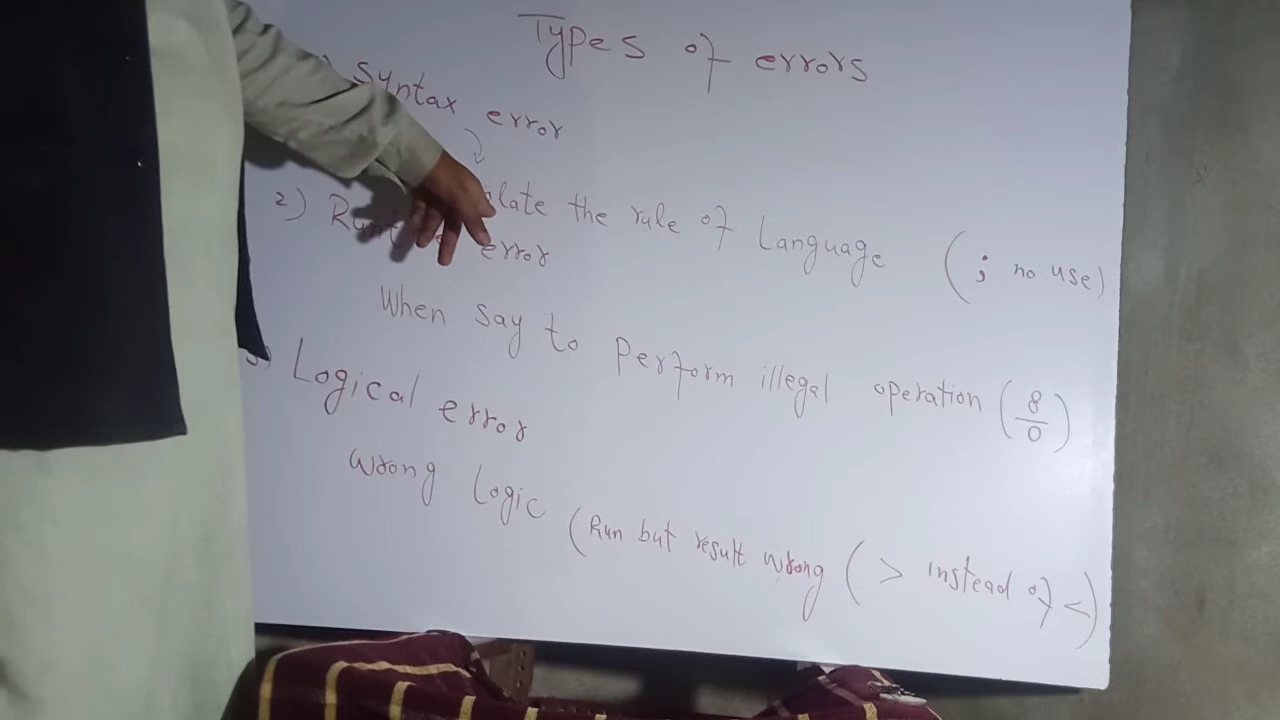 Types of errors
Syntax error
the rule of Language (; no use)
2) error
When say to Perform illegal operation (8/0)
Logical error
Wrong Logic (Run but result wrong (> instead of <)